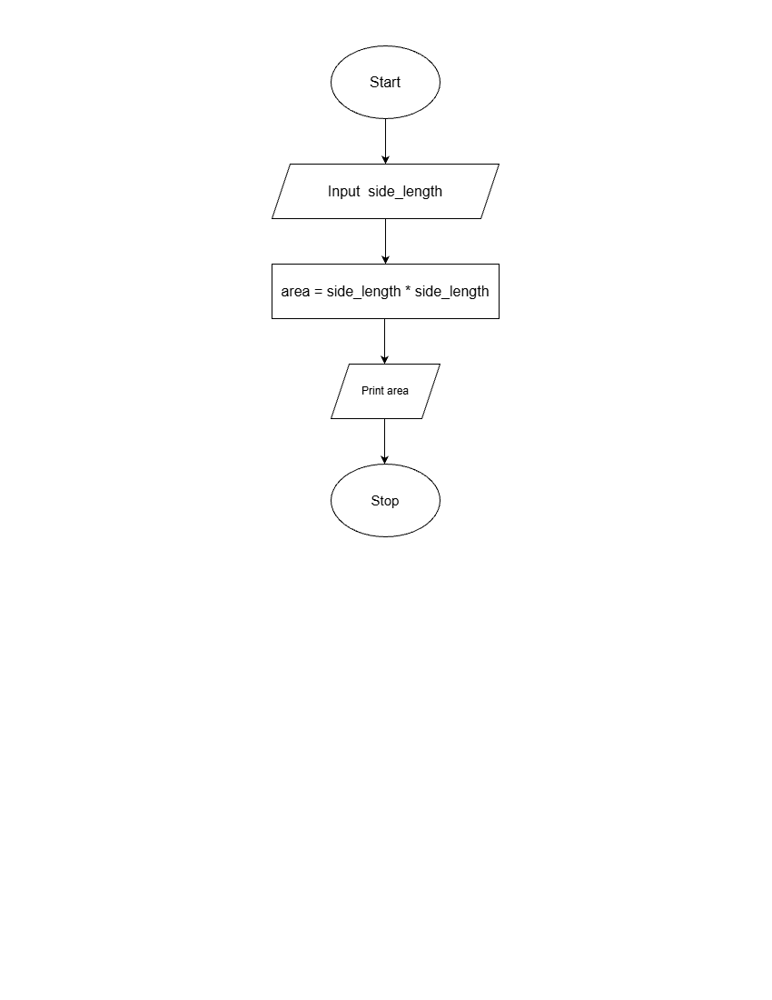 Start
Input  side_length
area = side_length * side_length
Print area
Stop